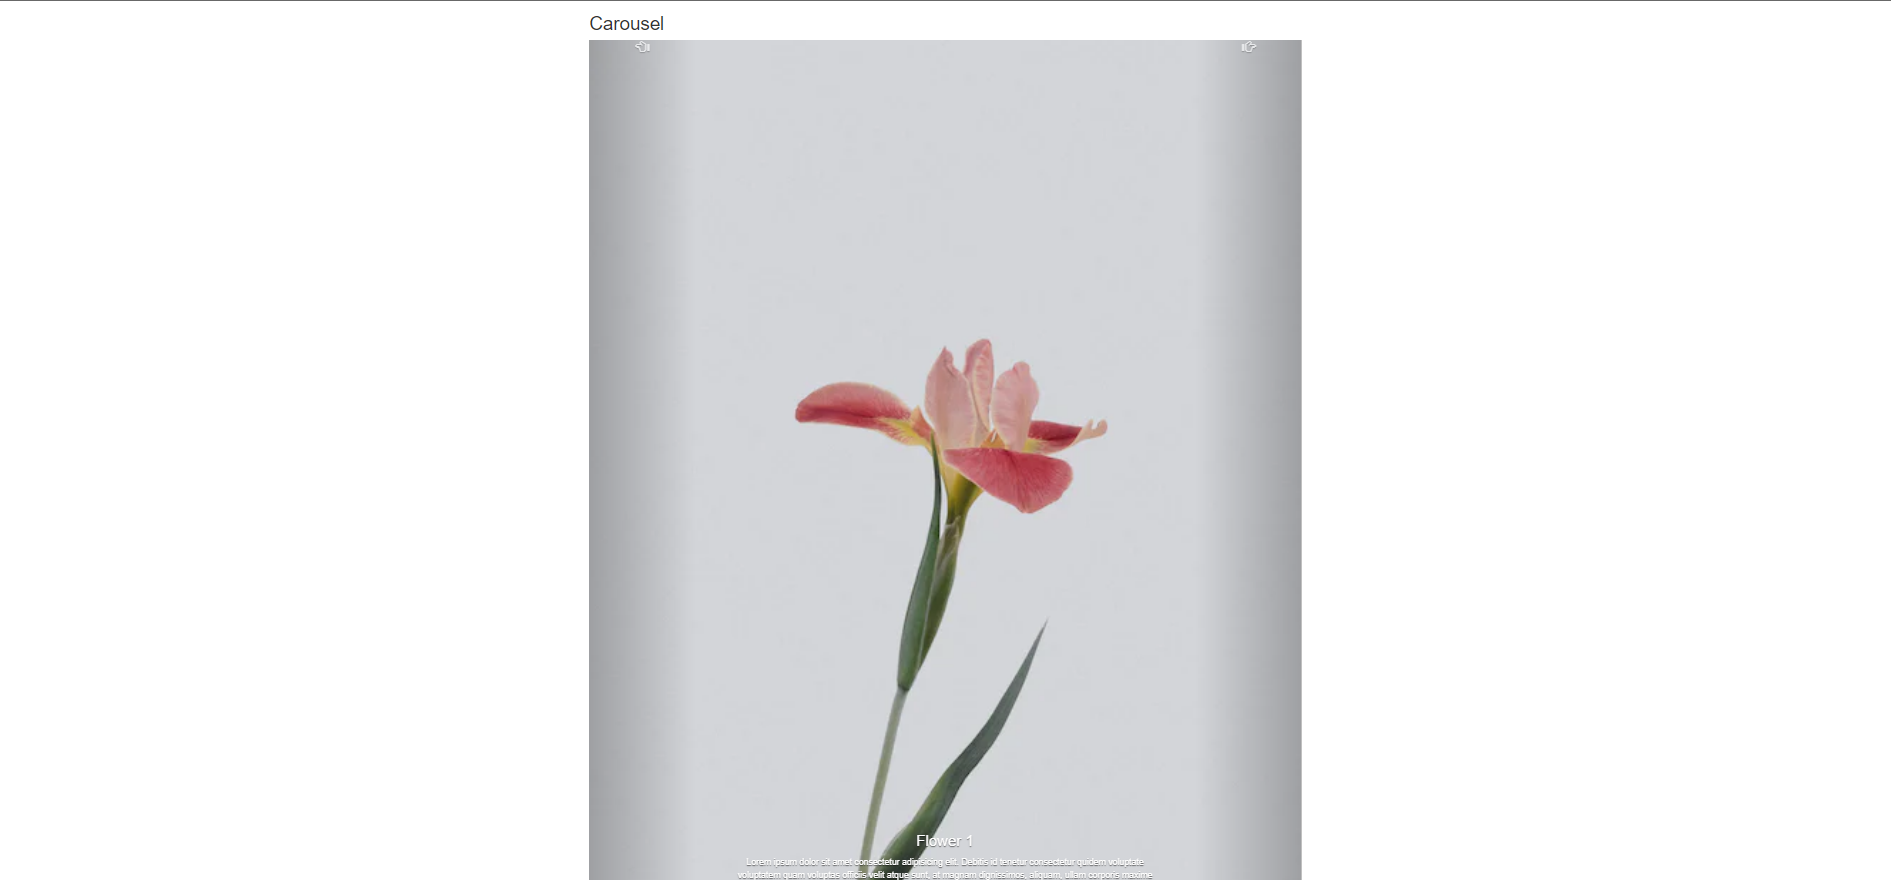 Carousel
Flower 1
Lorem ipsum dolor sit amet consectetur adipisicing elit. Debitis id tenetur consectetur quidem voluptate
voluptatem quam voluptas officiis velit atque sunt, at magnam dignissimos, aliquam, ullam corporis maxime